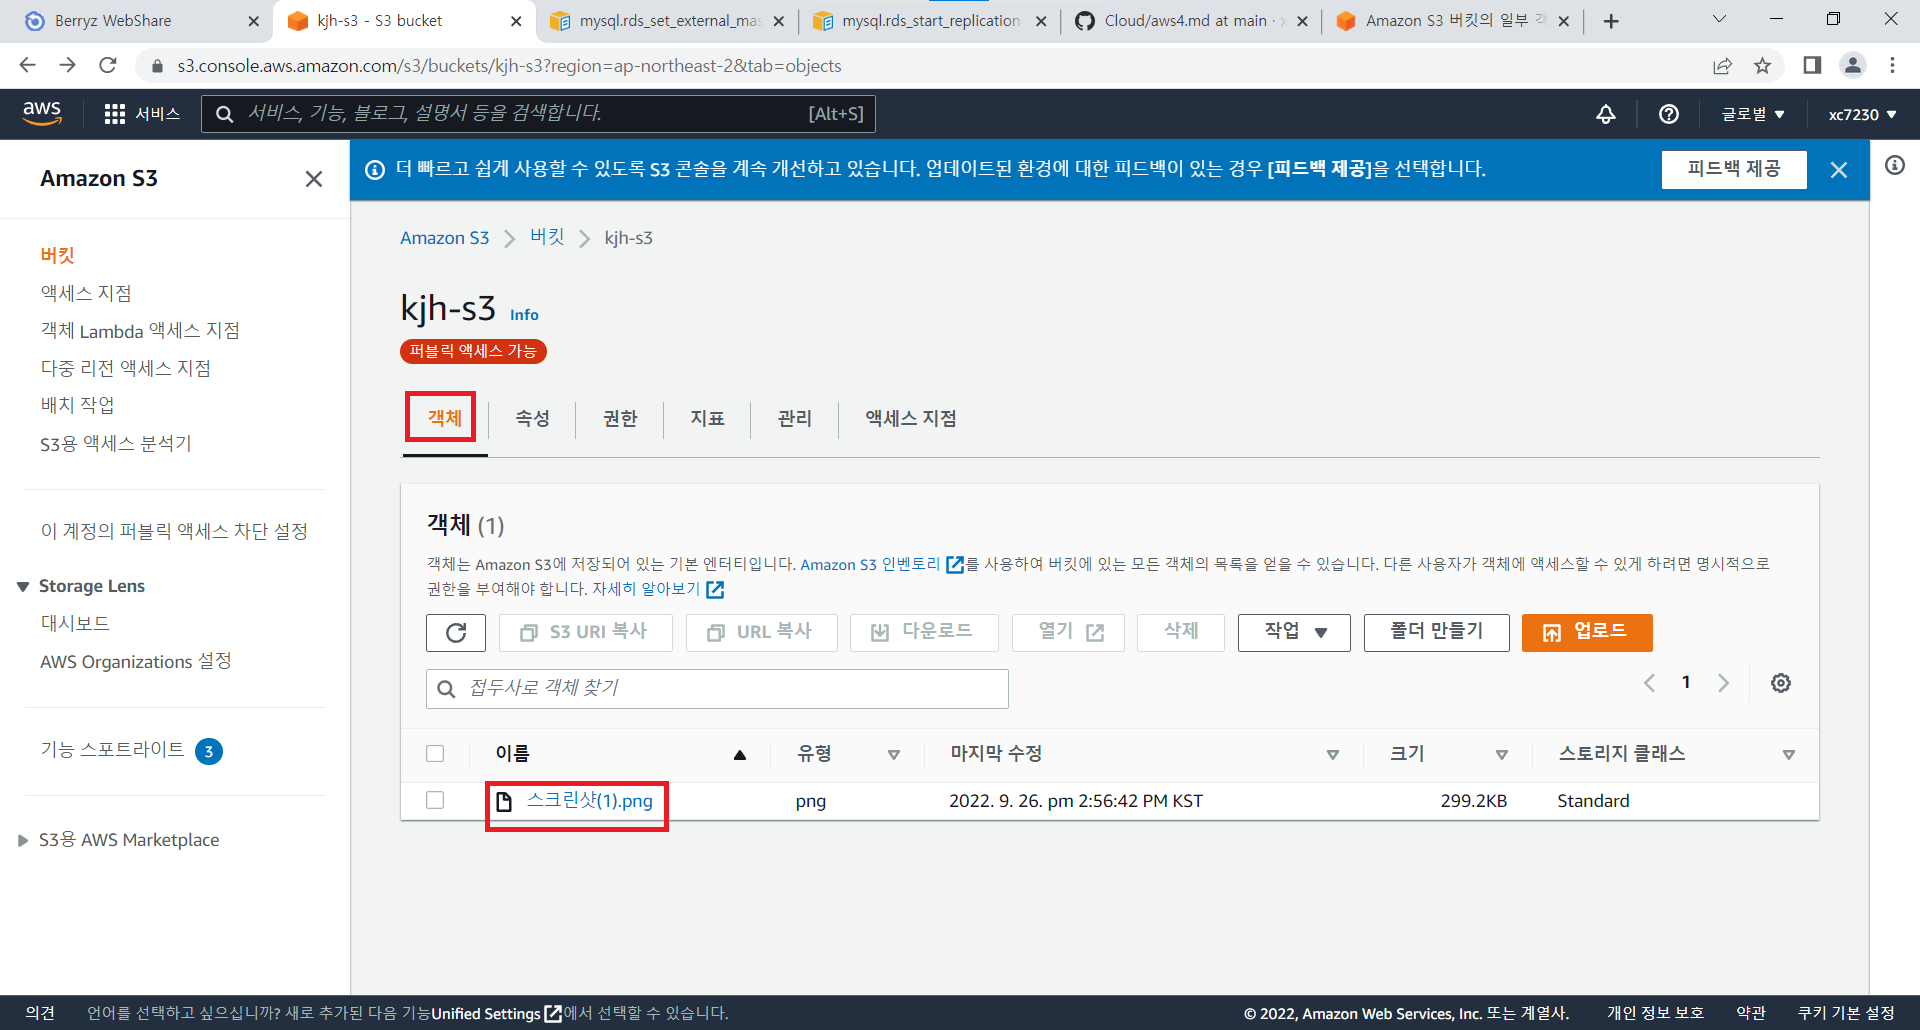 Berryz WebShare
kjh-s3 - S3 bucket
mysql.rds_set_external_mas
mysql.rds_start_replication
Cloud/aws4.md at main ·
Amazon S3 버킷의 일부 객
s3.console.aws.amazon.com/s3/buckets/kjh-s3?region=ap-northeast-2&tab=objects
aws
서비스
서비스, 기능, 블로그, 설명서 등을 검색합니다.
[Alt+S]
글로벌 ▼
xc7230 ▼
Amazon S3
더 빠르고 쉽게 사용할 수 있도록 S3 콘솔을 계속 개선하고 있습니다. 업데이트된 환경에 대한 피드백이 있는 경우 [피드백 제공]을 선택합니다.
피드백 제공
버킷
액세스 지점
객체 Lambda 액세스 지점
다중 리전 액세스 지점
배치 작업
S3용 액세스 분석기
이 계정의 퍼블릭 액세스 차단 설정
Storage Lens
대시보드
AWS Organizations 설정
기능 스포트라이트 3
S3용 AWS Marketplace
Amazon S3 > 버킷 > kjh-s3
kjh-s3 Info
퍼블릭 액세스 가능
객체
속성
권한
지표
관리
액세스 지점
객체 (1)
객체는 Amazon S3에 저장되어 있는 기본 엔터티입니다. Amazon S3 인벤토리를 사용하여 버킷에 있는 모든 객체의 목록을 얻을 수 있습니다. 다른 사용자가 객체에 액세스할 수 있게 하려면 명시적으로
권한을 부여해야 합니다. 자세히 알아보기
S3 URI 복사
URL 복사
다운로드
열기
삭제
작업 ▼
폴더 만들기
업로드
접두사로 객체 찾기
1
이름
유형
마지막 수정
크기
스토리지 클래스
스크린샷(1).png
png
2022. 9. 26. pm 2:56:42 PM KST
299.2KB
Standard
의견
언어를 선택하고 싶으십니까? 새로 추가된 다음 기능Unified Settings에서 선택할 수 있습니다.
© 2022, Amazon Web Services, Inc. 또는 계열사.
개인 정보 보호
약관
쿠키 기본 설정